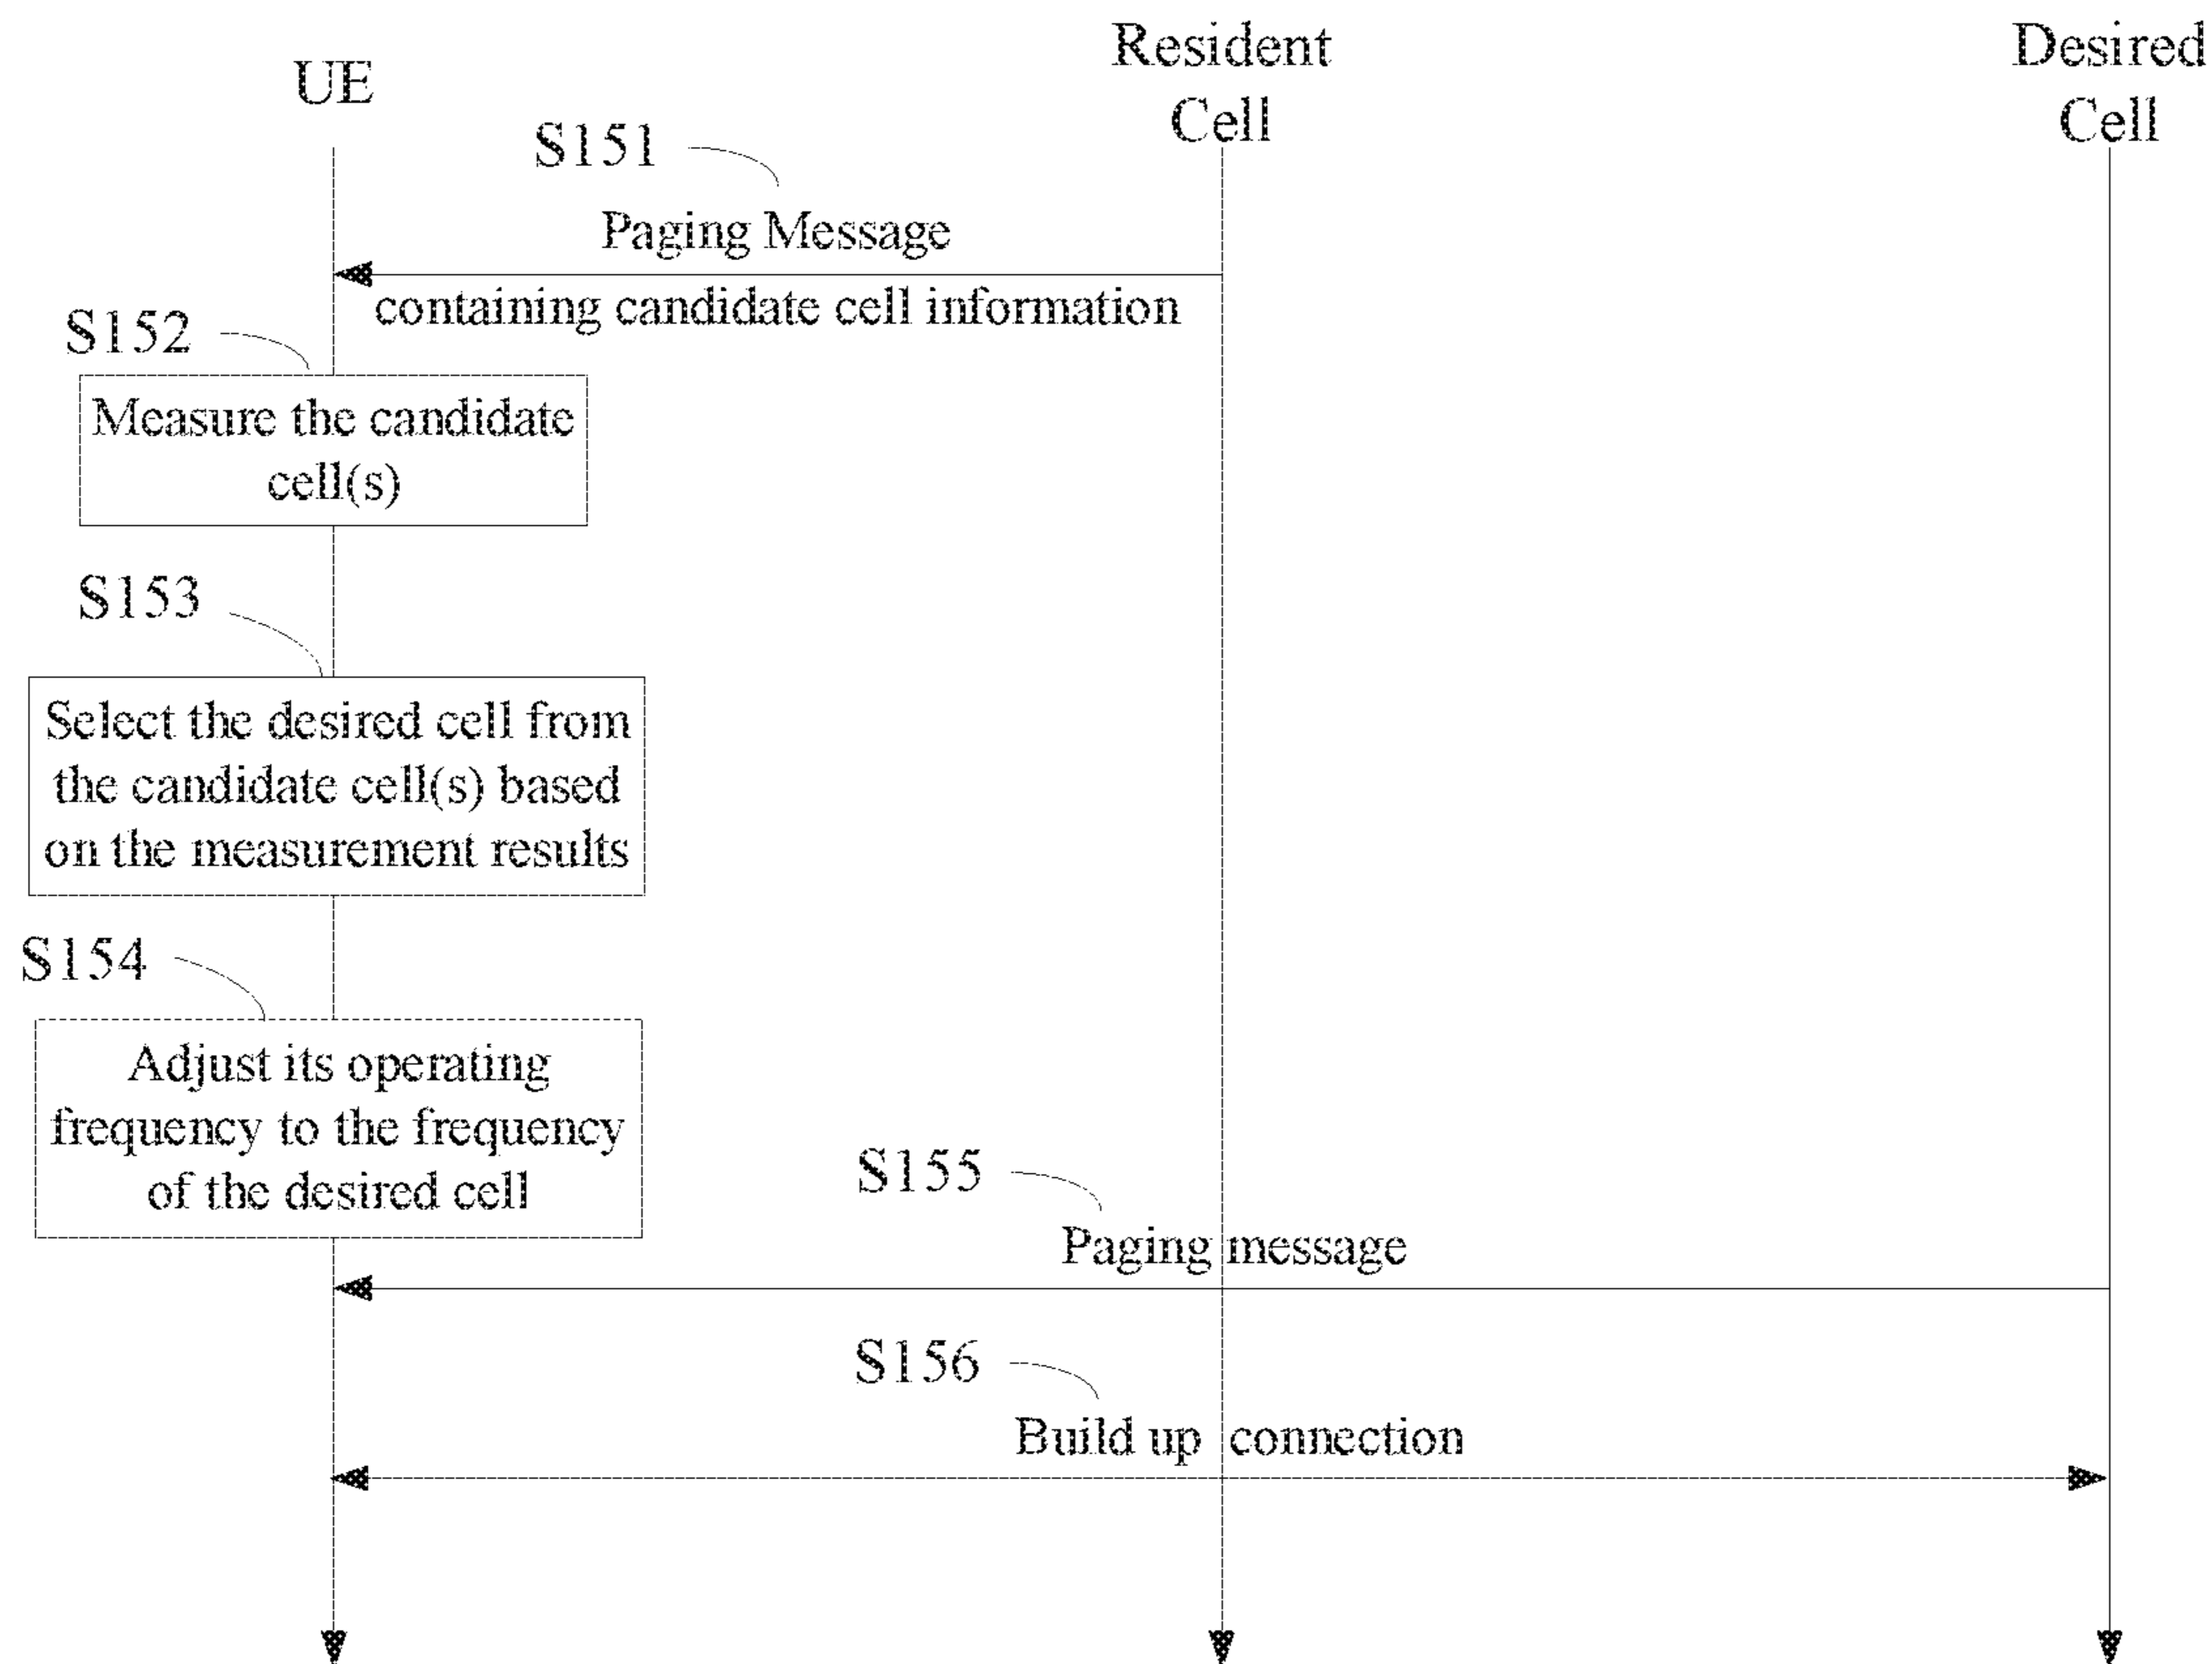 UE
Resident
Cell
Desired
Cell
S151
Paging Message
containing candidate cell information
S152
Measure the candidate
cell(s)
S153
Select the desired cell from
the candidate cell(s) based
on the measurement results
S154
Adjust its operating
frequency to the frequency
of the desired cell
S155
Paging message
S156
Build up connection